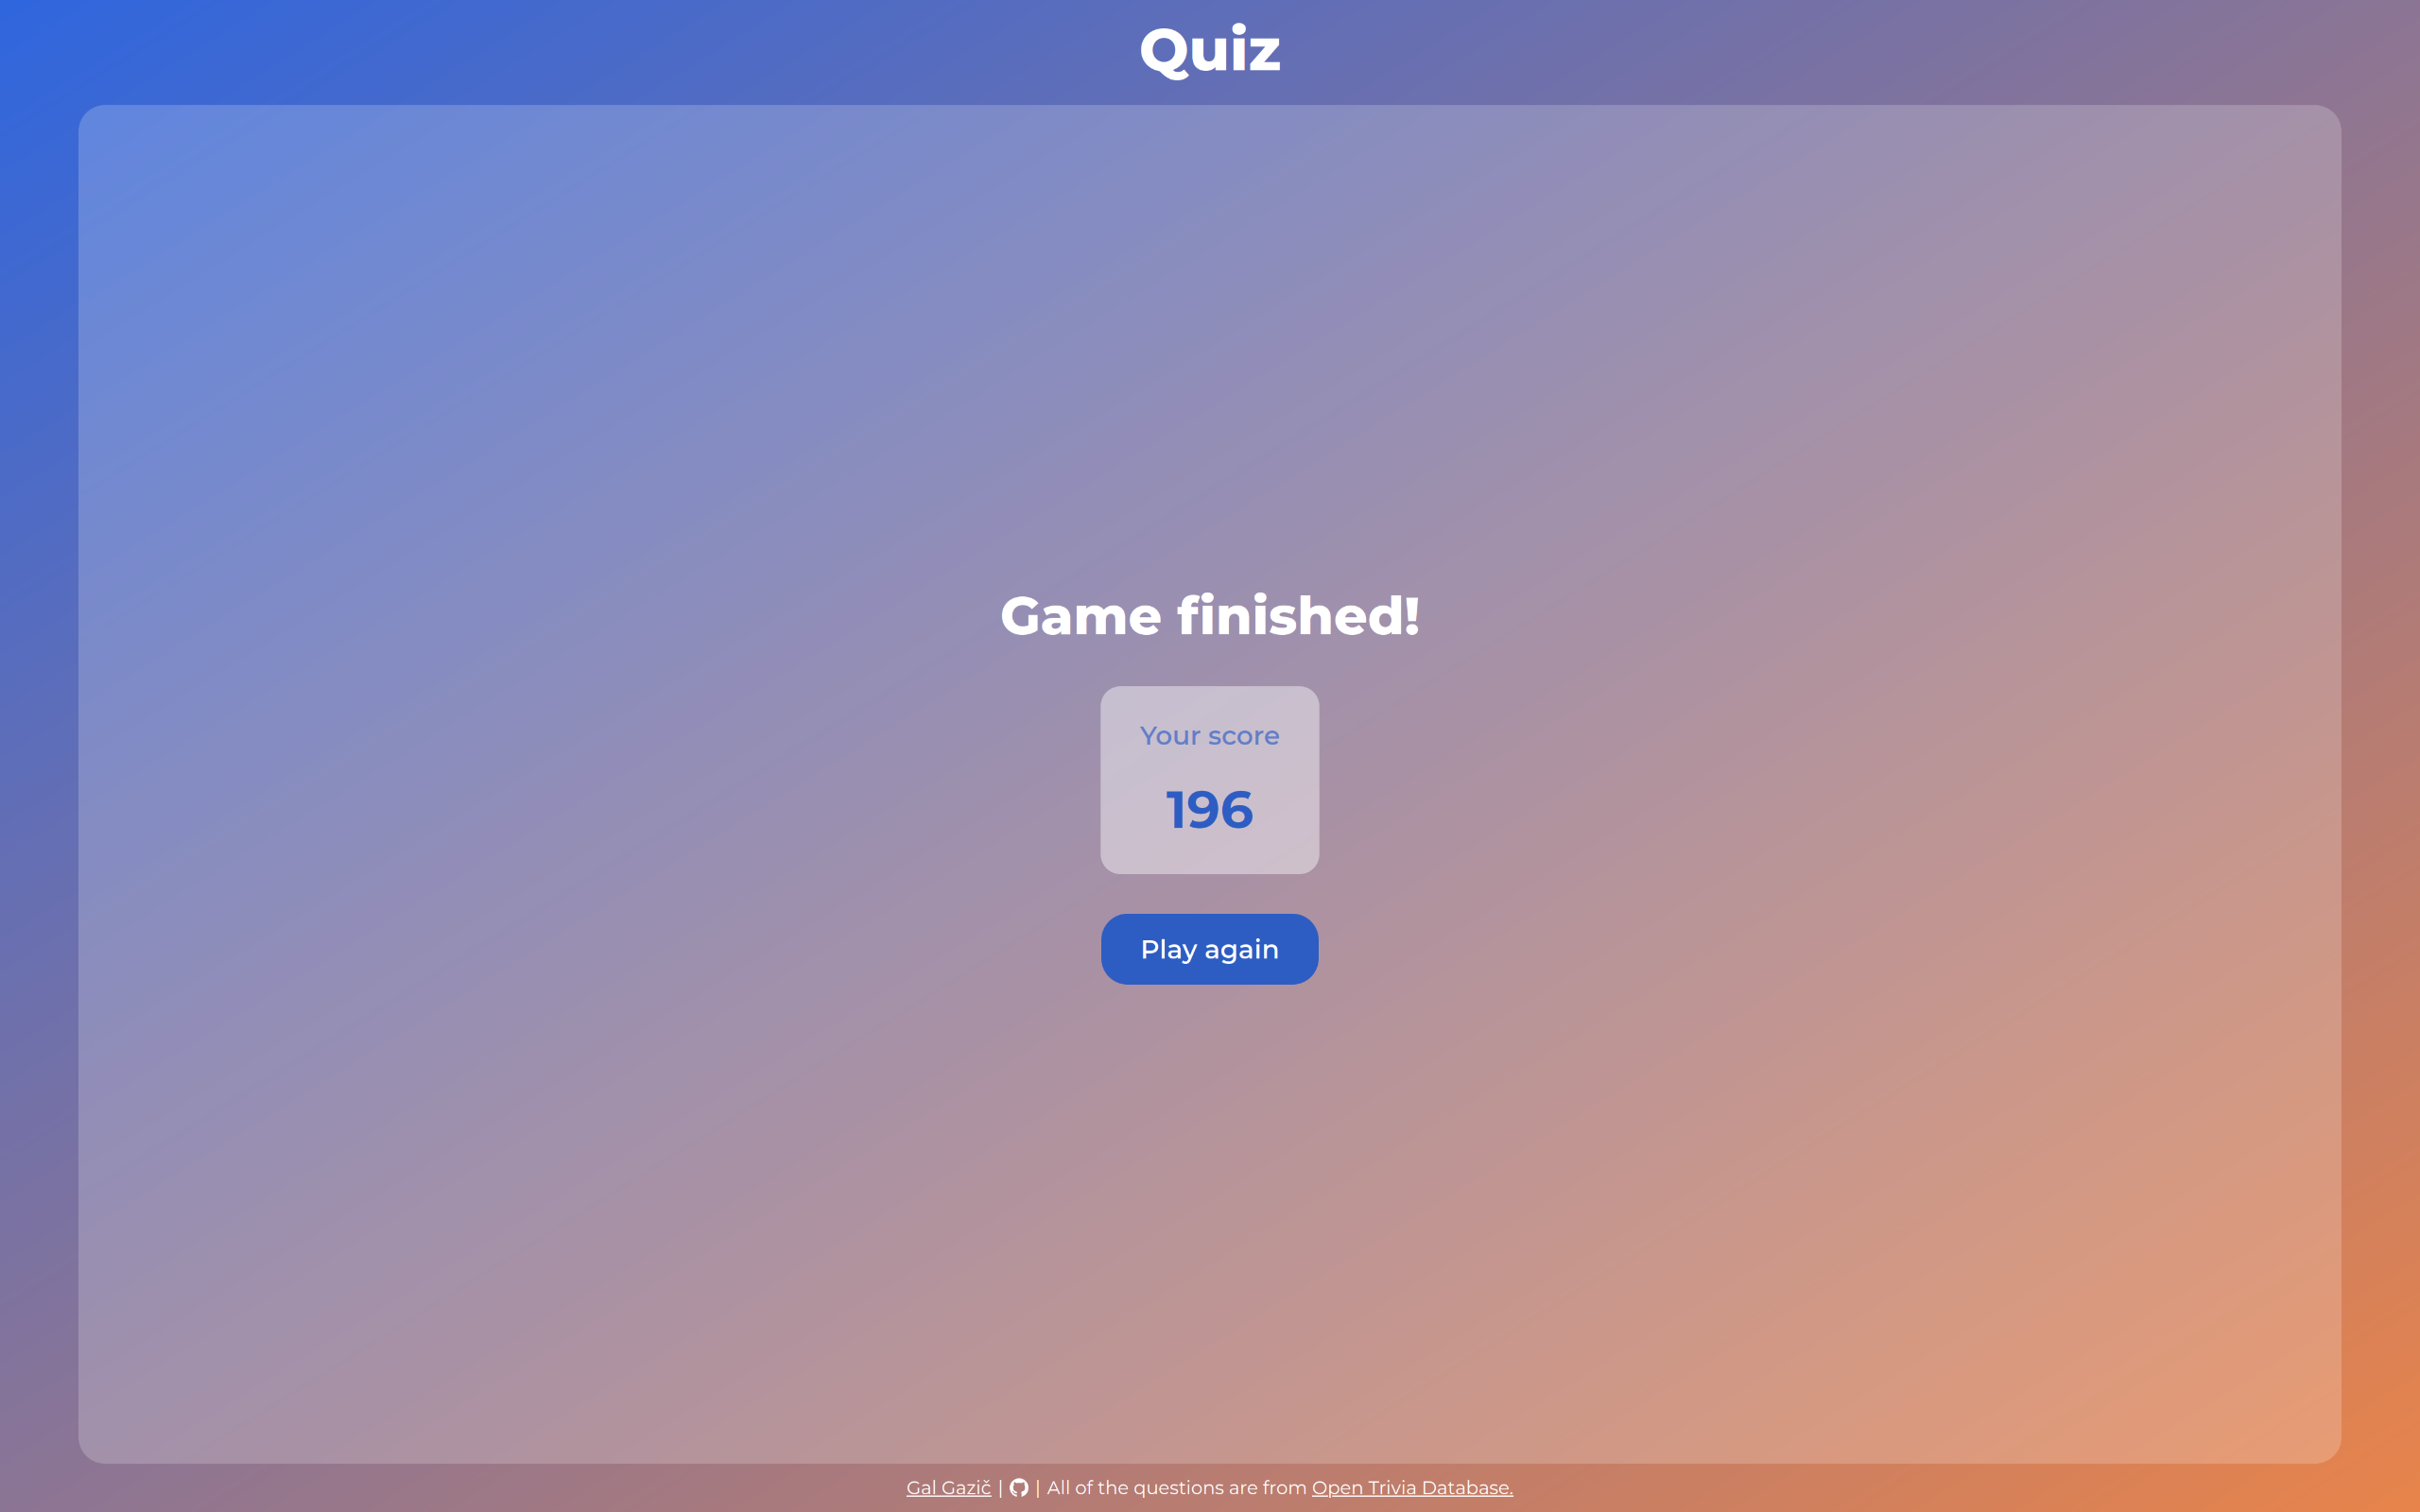 Quiz
Game finished!
Your score
196
Play again
Gal Gazič | | All of the questions are from Open Trivia Database.